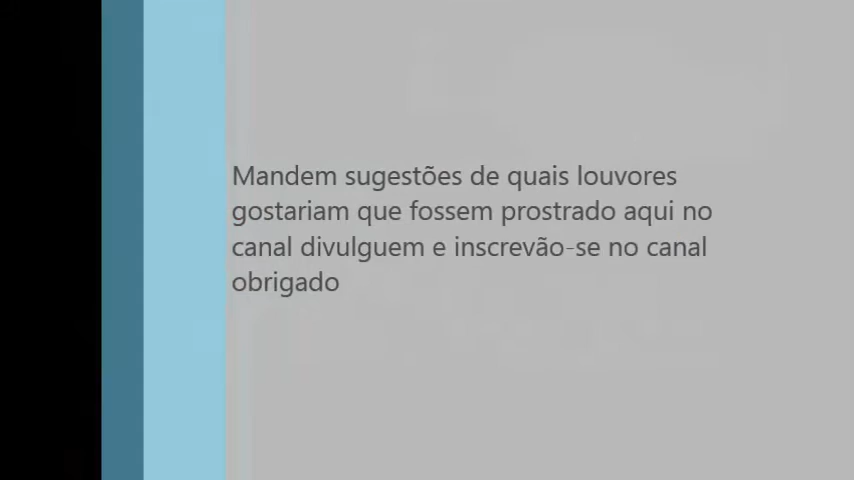 Mandem sugestões de quais louvores
gostariam que fossem prostrado aqui no
canal divulguem e inscrevão-se no canal
obrigado